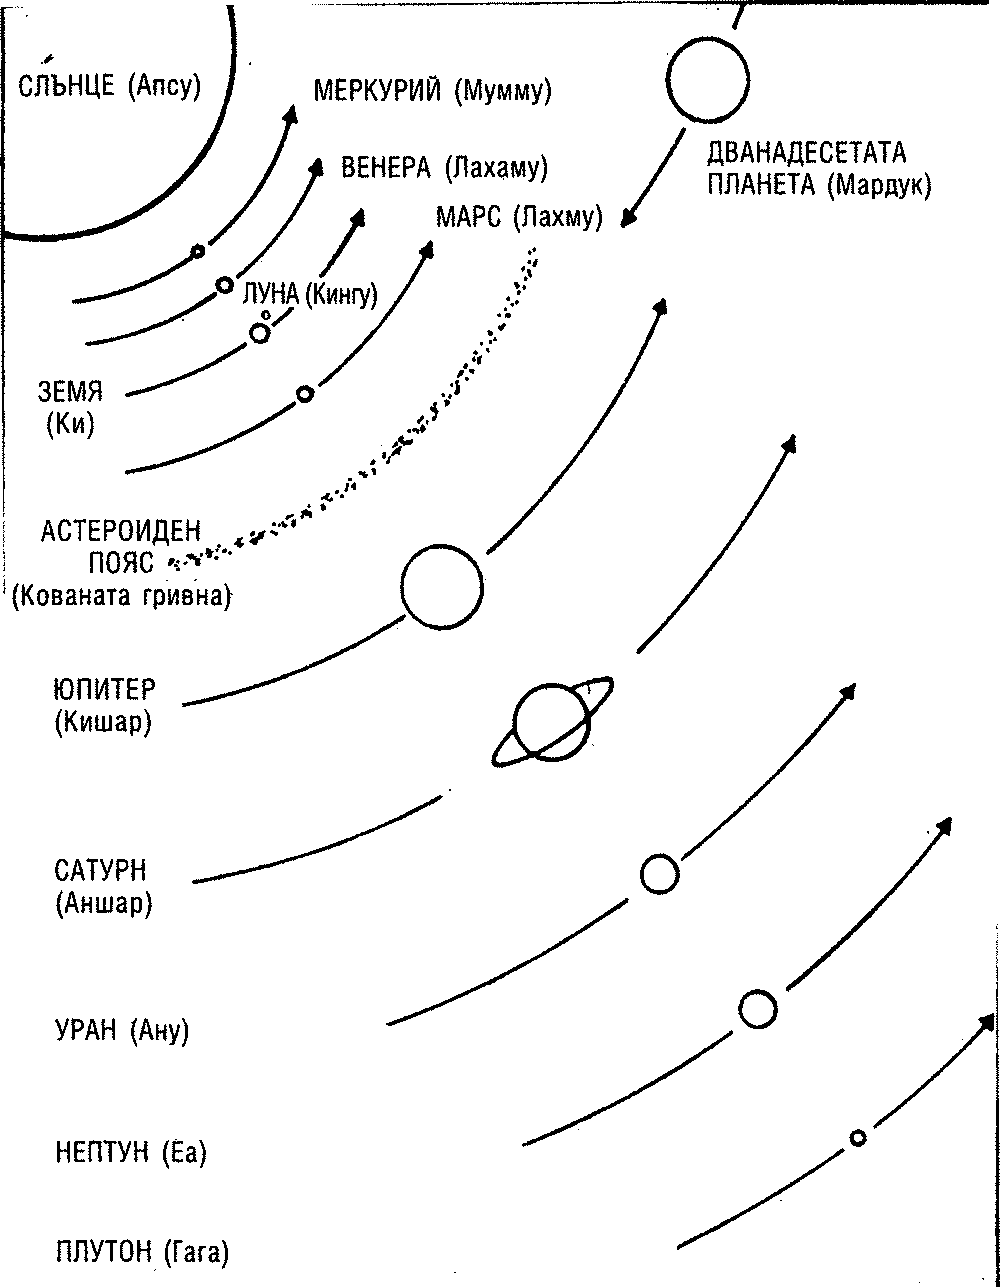 СЛЪНЦЕ (Апсу)
МЕРКУРИЙ (Мумму)
ВЕНЕРА (Лахаму)
МАРС (Лахму)
ДВАНАДЕСЕТАТА
ПЛАНЕТА (Мардук)
ЛУНА (Кингу)
ЗЕМЯ
(Ки)
АСТЕРОИДЕН
ПОЯС
(Кованата гривна)
ЮПИТЕР
(Кишар)
САТУРН
(Аншар)
УРАН (Ану)
НЕПТУН (Еа)
ПЛУТОН (Гага)